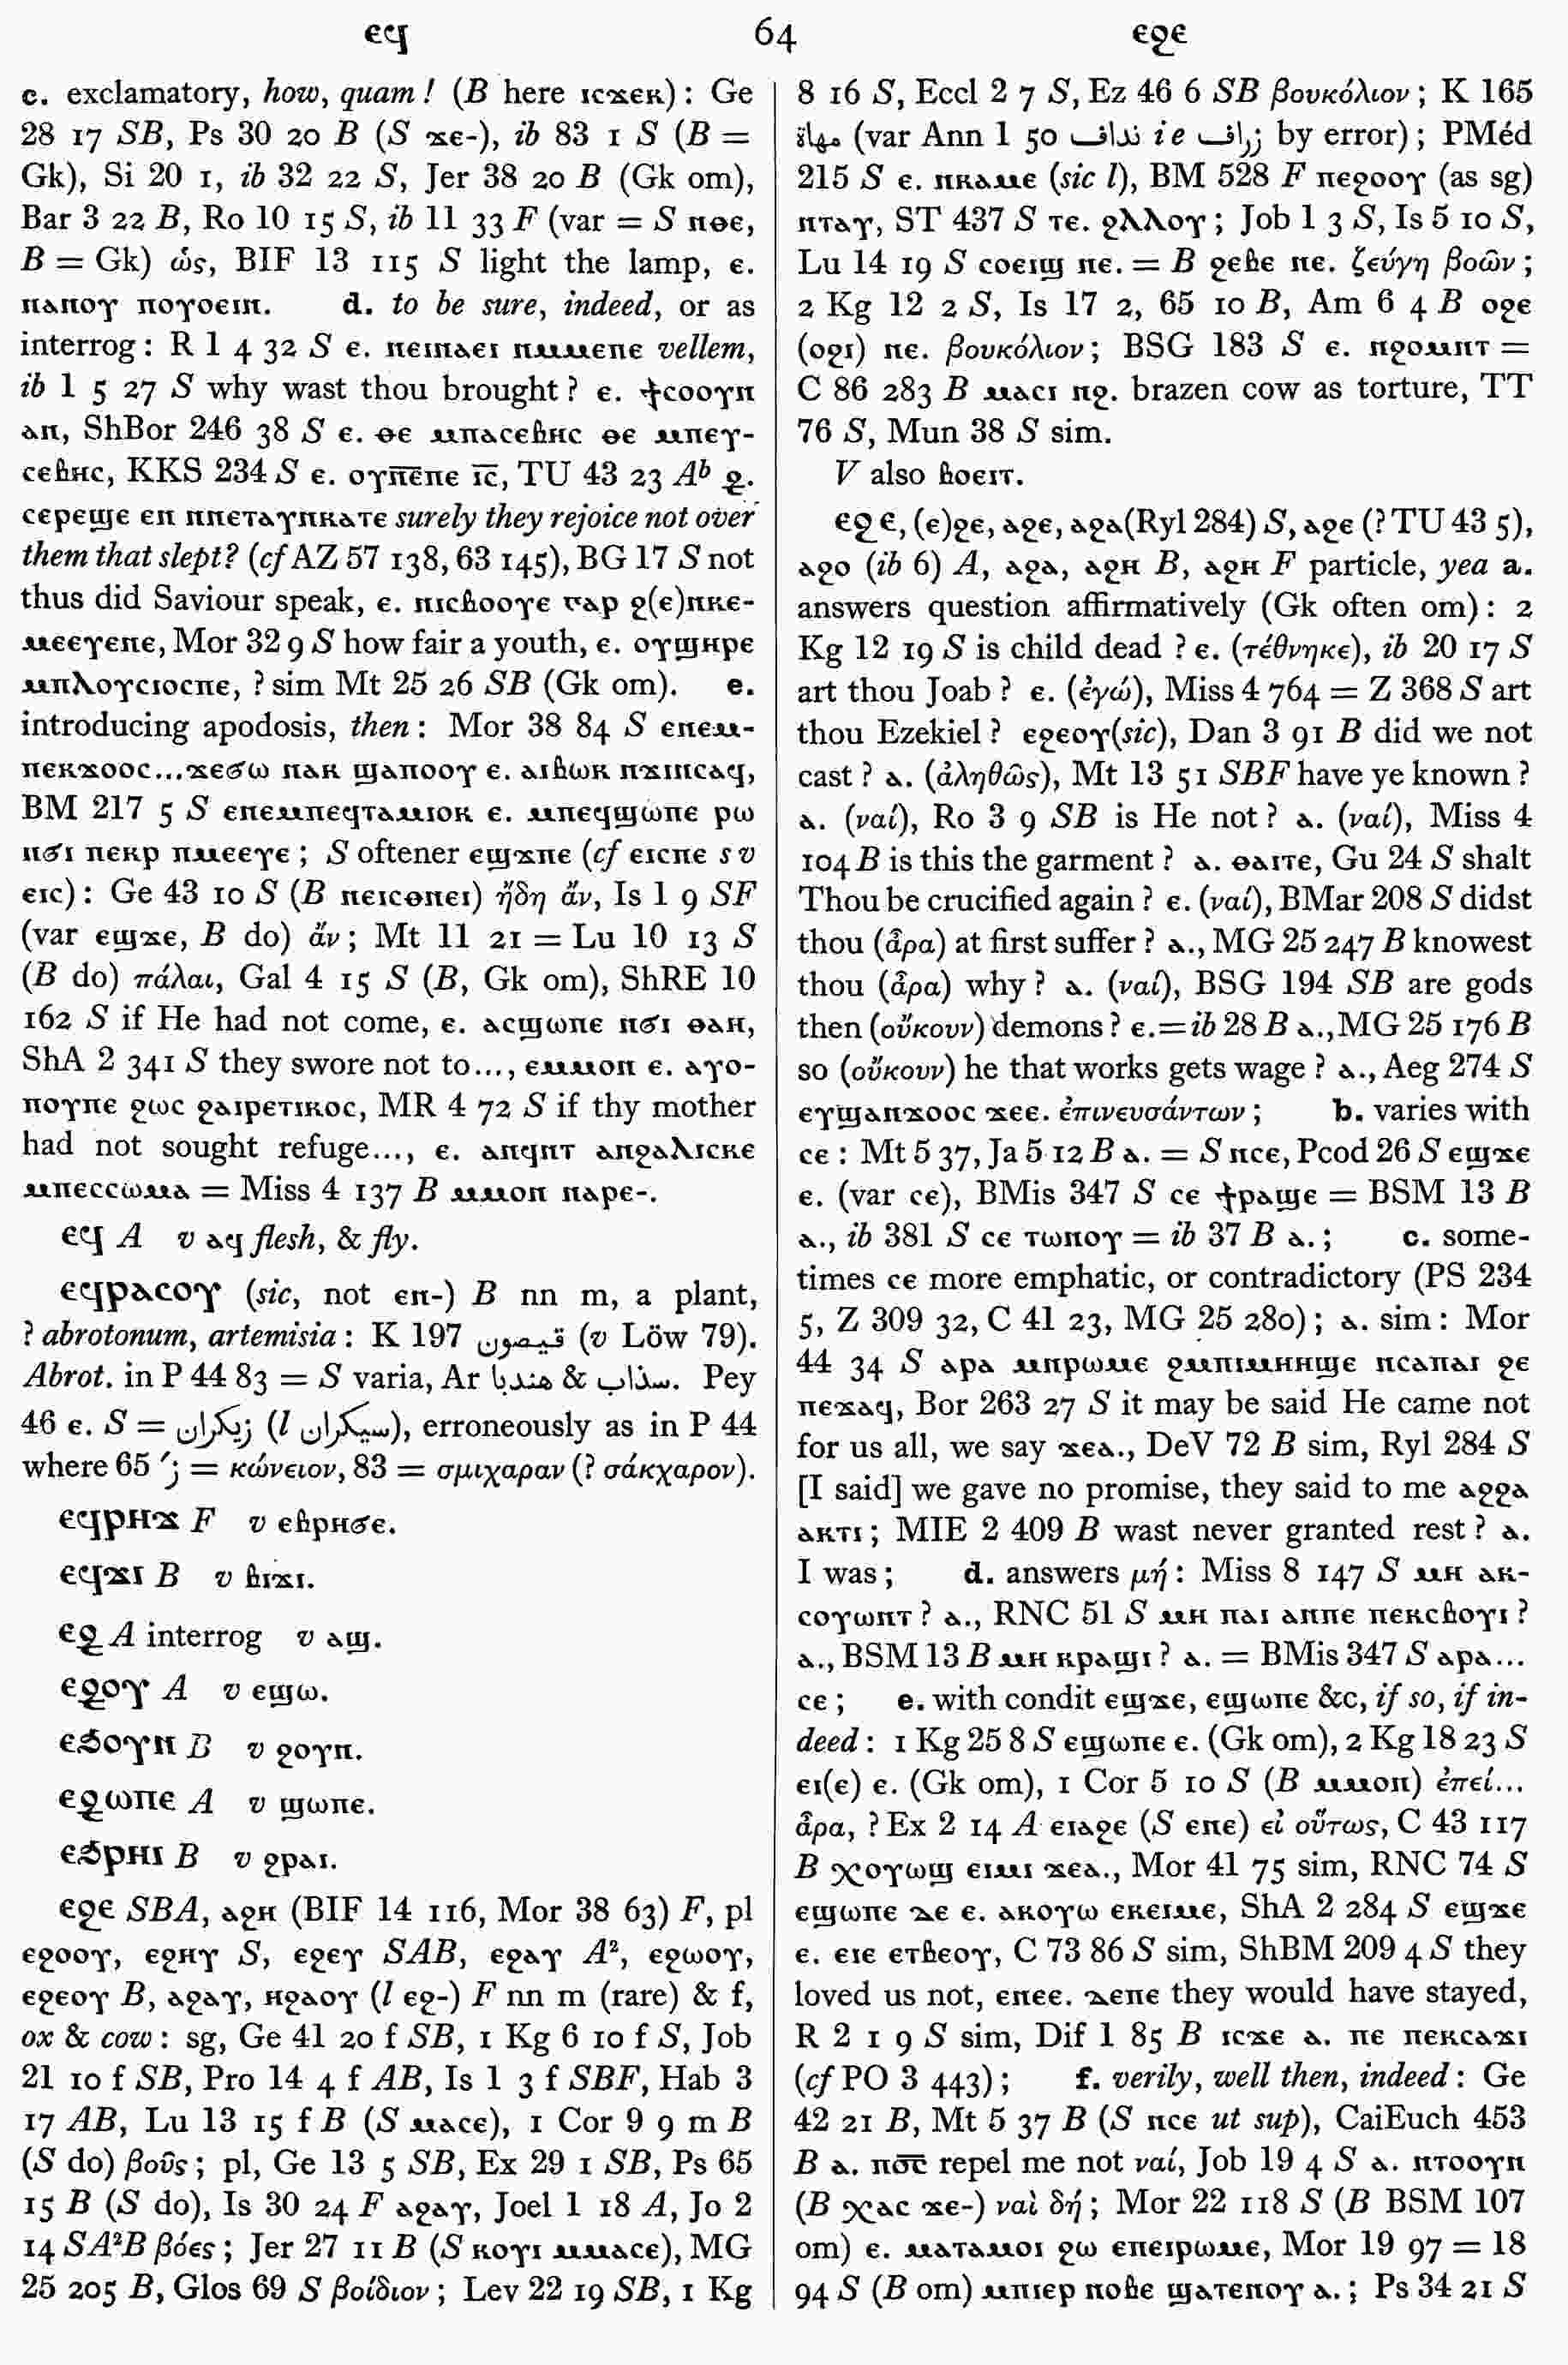 ⲉϥ 64 ⲉϩⲉ
c. exclamatory, how, quam! (B here ⲓⲥϫⲉⲕ): Ge
28 17 SB, Ps 30 20 B (S ϫⲉ-), ib 83 1 S (B =
Gk), Si 20 1, ib 32 22 S, Jer 38 20 B (Gk om),
Bar 3 22 B, Ro 10 15 S, ib 11 33 F (var = S ⲛⲑⲉ,
B = Gk) ὡς, BIF 13 115 S light the lamp, ⲉ.
ⲛⲁⲛⲟⲩ ⲡⲟⲩⲟⲉⲓⲛ. d. to be sure, indeed, or as
interrog: R 1 4 32 S ⲉ. ⲛⲉⲓⲛⲁⲉⲓ ⲡⲙⲙⲉⲛⲉ vellem,
ib 1 5 27 S why wast thou brought? ⲉ. ϯⲥⲟⲟⲩⲛ
ⲁⲛ, ShBor 246 38 S ⲉ. ⲑⲉ ⲙⲡⲁⲥⲉⲃⲏⲥ ⲑⲉ ⲙⲡⲉⲩ-
ⲥⲉⲃⲏⲥ, KKS 234 S ⲉ. ⲟⲩⲡ̅ⲉ̅ⲡⲉ ⲓ̅ⲥ̅, TU 43 23 Aᵇ ϩ̱.
ⲥⲉⲣⲉϣⲉ ⲉⲛ ⲛⲛⲉⲧⲁⲩⲛⲕⲁⲧⲉ surely they rejoice not over
them that slept? (cf AZ 57 138, 63 145), BG 17 S not
thus did Saviour speak, ⲉ. ⲛⲓⲥⲃⲟⲟⲩⲉ ⲅⲁⲣ ϩ(ⲉ)ⲛⲕⲉ-
ⲙⲉⲉⲩⲉⲛⲉ, Mor 32 9 S how fair a youth, ⲉ. ⲟⲩϣⲏⲣⲉ
ⲙⲡⲗⲟⲩⲥⲓⲟⲥⲡⲉ, ? sim Mt 25 26 SB (Gk om). e.
introducing apodosis, then: Mor 38 84 S ⲉⲛⲉⲙ-
ⲡⲉⲕϫⲟⲟⲥ...ϫⲉϭⲱ ⲛⲁⲕ ϣⲁⲡⲟⲟⲩ ⲉ. ⲁⲓⲃⲱⲕ ⲛϫⲓⲛⲥⲁϥ,
BM 217 5 S ⲉⲛⲉⲙⲡⲉϥⲧⲁⲙⲓⲟⲕ ⲉ. ⲙⲡⲉϥϣⲱⲡⲉ ⲣⲱ
ⲛϭⲓ ⲡⲉⲕⲣ ⲡⲙⲉⲉⲩⲉ; S oftener ⲉϣϫⲡⲉ (cf ⲉⲓⲥⲡⲉ s v
ⲉⲓⲥ): Ge 43 10 S (B ⲛⲉⲓⲥⲑⲛⲉⲓ) ἤδη ἄν, Is 1 9 SF
(var ⲉϣϫⲉ, B do) ἄν; Mt 11 21 = Lu 10 13 S
(B do) πάλαι, Gal 4 15 S (B, Gk om), ShRE 10
162 S if He had not come, ⲉ. ⲁⲥϣⲱⲡⲉ ⲛϭⲓ ⲑⲁⲏ,
ShA 2 341 S they swore not to..., ⲉⲙⲙⲟⲛ ⲉ. ⲁⲩⲟ-
ⲛⲟⲩⲡⲉ ϩⲱⲥ ϩⲁⲓⲣⲉⲧⲓⲕⲟⲥ, MR 4 72 S if thy mother
had not sought refuge..., ⲉ. ⲁⲡϥⲛⲧ ⲁⲛϩⲁⲗⲓⲥⲕⲉ
ⲙⲡⲉⲥⲥⲱⲙⲁ = Miss 4 137 B ⲙⲙⲟⲛ ⲛⲁⲣⲉ-.
ⲉϥ A v ⲁϥ flesh, & fly.
ⲉϥⲣⲁⲥⲟⲩ (sic, not ⲉⲛ-) B nn m, a plant,
? abrotonum, artemisia: K 197 قيصون (v Löw 79).
Abrot. in P 44 83 = S varia, Ar هندبا & سذاب. Pey
46 ⲉ. S = زيكران (l سيكران), erroneously as in P 44
where 65 ′ز = κώνειον, 83 = σμιχαραν (? σάκχαρον).
ⲉϥⲣⲏϫ F v ⲉⲃⲣⲏϭⲉ.
ⲉϥϫⲓ B v ⲃⲓϫⲓ.
ⲉϩ̱ A interrog v ⲁϣ.
ⲉϩ̱ⲟⲩ A v ⲉϣⲱ.
ⲉϧⲟⲩⲛ B v ϩⲟⲩⲛ.
ⲉϩ̱ⲱⲡⲉ A v ϣⲱⲡⲉ.
ⲉϧⲣⲏⲓ B v ϩⲣⲁⲓ.
ⲉϩⲉ SBA, ⲁϩⲏ (BIF 14 116, Mor 38 63) F, pl
ⲉϩⲟⲟⲩ, ⲉϩⲏⲩ S, ⲉϩⲉⲩ SAB, ⲉϩⲁⲩ A², ⲉϩⲱⲟⲩ,
ⲉϩⲉⲟⲩ B, ⲁϩⲁⲩ, ⲏϩⲁⲟⲩ (l ⲉϩ-) F nn m (rare) & f,
ox & cow: sg, Ge 41 20 f SB, 1 Kg 6 10 f S, Job
21 10 f SB, Pro 14 4 f AB, Is 1 3 f SBF, Hab 3
17 AB, Lu 13 15 f B (S ⲙⲁⲥⲉ), 1 Cor 9 9 m B
(S do) βοῦς; pl, Ge 13 5 SB, Ex 29 1 SB, Ps 65
15 B (S do), Is 30 24 F ⲁϩⲁⲩ, Joel 1 18 A, Jo 2
14 SA²B βόες; Jer 27 11 B (S ⲕⲟⲩⲓ ⲙⲙⲁⲥⲉ), MG
25 205 B, Glos 69 S βοίδιον; Lev 22 19 SB, 1 Kg
8 16 S, Eccl 2 7 S, Ez 46 6 SB βουκόλιον; K 165
مهاة (var Ann 1 50 نداف i e زراف by error); PMéd
215 S ⲉ. ⲛⲕⲁⲙⲉ (sic l), BM 528 F ⲡⲉϩⲟⲟⲩ (as sg)
ⲛⲧⲁⲩ, ST 437 S ⲧⲉ. ϩⲗⲗⲟⲩ; Job 1 3 S, Is 5 10 S,
Lu 14 19 S ⲥⲟⲉⲓϣ ⲛⲉ. = B ϩⲉⲃⲉ ⲛⲉ. ζεύγη βοῶν;
2 Kg 12 2 S, Is 17 2, 65 10 B, Am 6 4 B ⲟϩⲉ
(ⲟϩⲓ) ⲛⲉ. βουκόλιον; BSG 183 S ⲉ. ⲛϩⲟⲙⲛⲧ =
C 86 283 B ⲙⲁⲥⲓ ⲛϩ. brazen cow as torture, TT
76 S, Mun 38 S sim.
V also ⲃⲟⲉⲓⲧ.
ⲉϩⲉ, (ⲉ)ϩⲉ, ⲁϩⲉ, ⲁϩⲁ(Ryl 284) S, ⲁϩⲉ (? TU 43 5),
ⲁϩⲟ (ib 6) A, ⲁϩⲁ, ⲁϩⲏ B, ⲁϩⲏ F particle, yea a.
answers question affirmatively (Gk often om): 2
Kg 12 19 S is child dead? ⲉ. (τέθνηκε), ib 20 17 S
art thou Joab? ⲉ. (ἐγώ), Miss 4 764 = Z 368 S art
thou Ezekiel? ⲉϩⲉⲟⲩ(sic), Dan 3 91 B did we not
cast? ⲁ. (ἀληθῶς), Mt 13 51 SBF have ye known?
ⲁ. (ναί), Ro 3 9 SB is He not? ⲁ. (ναί), Miss 4
104 B is this the garment? ⲁ. ⲑⲁⲓⲧⲉ, Gu 24 S shalt
Thou be crucified again? ⲉ. (ναί), BMar 208 S didst
thou (ἆρα) at first suffer? ⲁ., MG 25 247 B knowest
thou (ἆρα) why? ⲁ. (ναί), BSG 194 SB are gods
then (οὔκουν) demons? ⲉ.=ib 28 B ⲁ., MG 25 176 B
so (οὔκουν) he that works gets wage? ⲁ., Aeg 274 S
ⲉⲩϣⲁⲛϫⲟⲟⲥ ϫⲉⲉ. ἐπινευσάντων; b. varies with
ⲥⲉ: Mt 5 37, Ja 5 12 B ⲁ. = S ⲛⲥⲉ, Pcod 26 S ⲉϣϫⲉ
ⲉ. (var ⲥⲉ), BMis 347 S ⲥⲉ ϯⲣⲁϣⲉ = BSM 13 B
ⲁ., ib 381 S ⲥⲉ ⲧⲱⲛⲟⲩ = ib 37 B ⲁ.; c. some-
times ⲥⲉ more emphatic, or contradictory (PS 234
5, Z 309 32, C 41 23, MG 25 280); ⲁ. sim: Mor
44 34 S ⲁⲣⲁ ⲙⲡⲣⲱⲙⲉ ϩⲙⲡⲓⲙⲏⲏϣⲉ ⲛⲥⲁⲡⲁⲓ ϩⲉ
ⲡⲉϫⲁϥ, Bor 263 27 S it may be said He came not
for us all, we say ϫⲉⲁ., DeV 72 B sim, Ryl 284 S
[I said] we gave no promise, they said to me ⲁϩϩⲁ
ⲁⲕⲧⲓ; MIE 2 409 B wast never granted rest? ⲁ.
I was; d. answers μή: Miss 8 147 S ⲙⲏ ⲁⲕ-
ⲥⲟⲩⲱⲛⲧ? ⲁ., RNC 51 S ⲙⲏ ⲡⲁⲓ ⲁⲛⲡⲉ ⲡⲉⲕⲥⲃⲟⲩⲓ?
ⲁ., BSM 13 B ⲙⲏ ⲕⲣⲁϣⲓ? ⲁ. = BMis 347 S ⲁⲣⲁ...
ⲥⲉ; e. with condit ⲉϣϫⲉ, ⲉϣⲱⲡⲉ &c, if so, if in-
deed: 1 Kg 25 8 S ⲉϣⲱⲡⲉ ⲉ. (Gk om), 2 Kg 18 23 S
ⲉⲓ(ⲉ) ⲉ. (Gk om), 1 Cor 5 10 S (B ⲙⲙⲟⲛ) ἐπεί...
ἆρα, ? Ex 2 14 A ⲉⲓⲁϩⲉ (S ⲉⲛⲉ) εἰ οὕτως, C 43 117
B ⲭⲟⲩⲱϣ ⲉⲓⲙⲓ ϫⲉⲁ., Mor 41 75 sim, RNC 74 S
ⲉϣⲱⲡⲉ ⲇⲉ ⲉ. ⲁⲕⲟⲩⲱ ⲉⲕⲉⲓⲙⲉ, ShA 2 284 S ⲉϣϫⲉ
ⲉ. ⲉⲓⲉ ⲉⲧⲃⲉⲟⲩ, C 73 86 S sim, ShBM 209 4 S they
loved us not, ⲉⲛⲉⲉ. ⲇⲉⲡⲉ they would have stayed,
R 2 1 9 S sim, Dif 1 85 B ⲓⲥϫⲉ ⲁ. ⲡⲉ ⲡⲉⲕⲥⲁϫⲓ
(cf PO 3 443); f. verily, well then, indeed: Ge
42 21 B, Mt 5 37 B (S ⲛⲥⲉ ut sup), CaiEuch 453
B ⲁ. ⲡϭ̅ⲥ̅ repel me not ναί, Job 19 4 S ⲁ. ⲛⲧⲟⲟⲩⲛ
(B ⲭⲁⲥ ϫⲉ-) ναὶ δή; Mor 22 118 S (B BSM 107
om) ⲉ. ⲙⲁⲧⲁⲙⲟⲓ ϩⲱ ⲉⲡⲉⲓⲣⲱⲙⲉ, Mor 19 97 = 18
94 S (B om) ⲙⲡⲓⲉⲣ ⲛⲟⲃⲉ ϣⲁⲧⲉⲛⲟⲩ ⲁ.; Ps 34 21 S